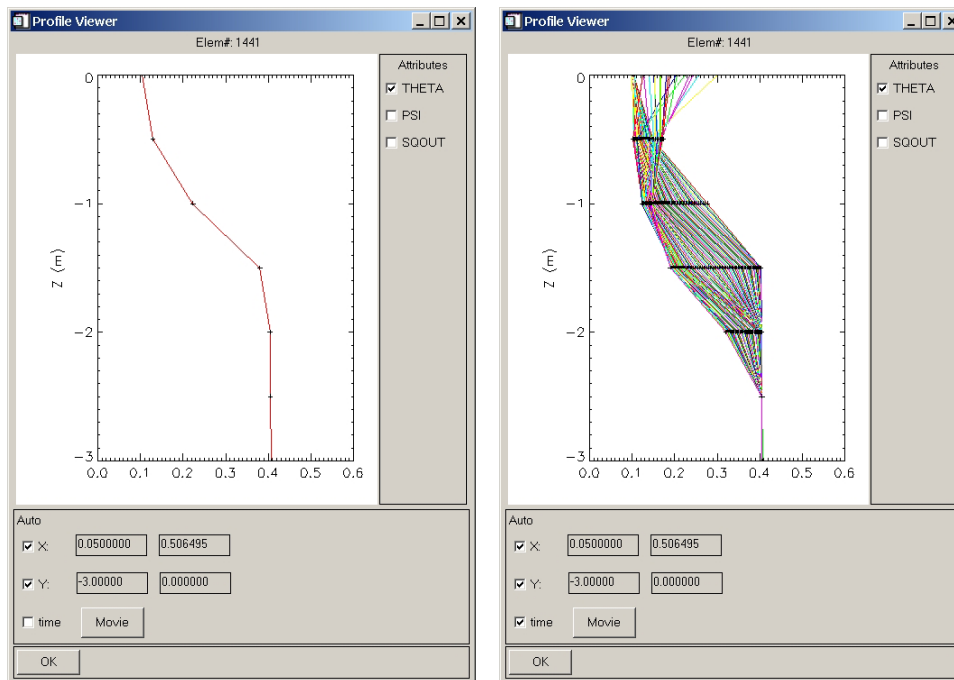 Profile Viewer
Elem#: 1441
Attributes
THETA
PSI
SQOUT
0
-1
-2
-3
Z (m)
0.0 0.1 0.2 0.3 0.4 0.5 0.6
Auto
X: 0.0500000 0.506495
Y: -3.00000 0.000000
time Movie
OK
Profile Viewer
Elem#: 1441
Attributes
THETA
PSI
SQOUT
0
-1
-2
-3
Z (m)
0.0 0.1 0.2 0.3 0.4 0.5 0.6
Auto
X: 0.0500000 0.506495
Y: -3.00000 0.000000
time Movie
OK